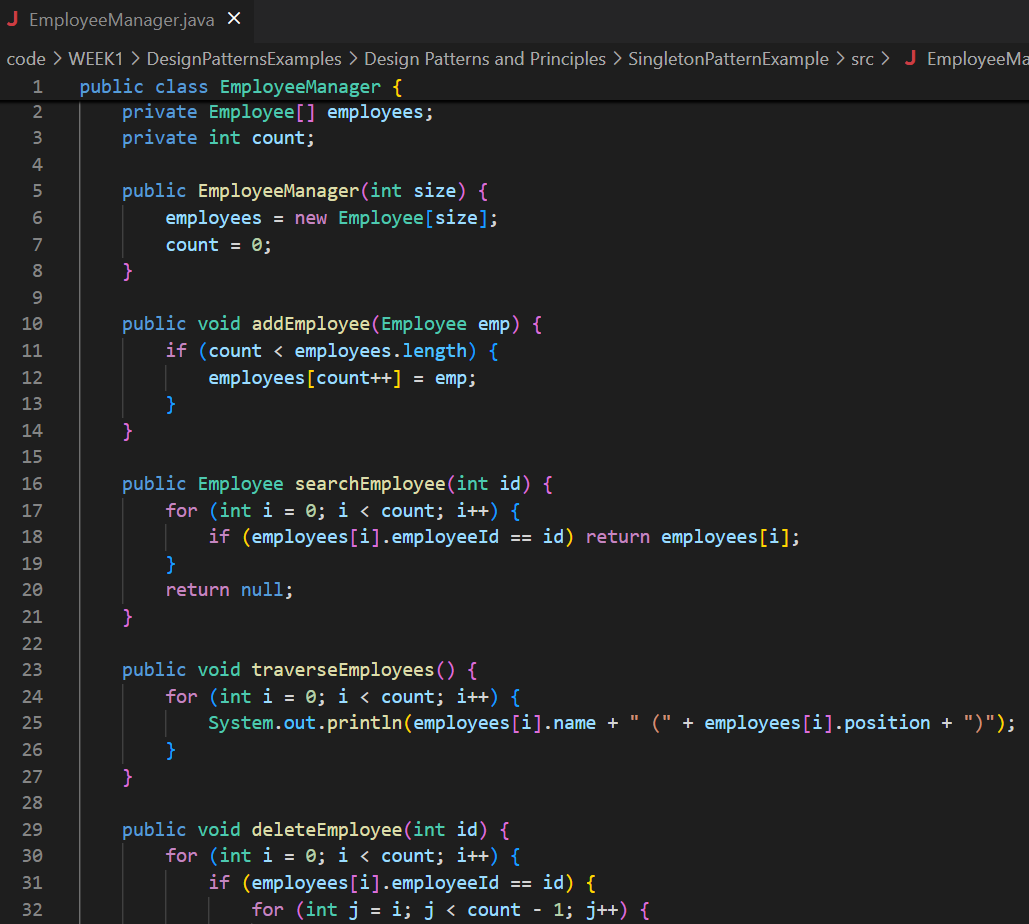 J EmployeeManager.java ×
code > WEEK1 > DesignPatternsExamples > Design Patterns and Principles > SingletonPatternExample > src > J EmployeeMa
1 public class EmployeeManager {
2     private Employee[] employees;
3     private int count;
4
5     public EmployeeManager(int size) {
6         employees = new Employee[size];
7         count = 0;
8     }
9
10     public void addEmployee(Employee emp) {
11         if (count < employees.length) {
12             employees[count++] = emp;
13         }
14     }
15
16     public Employee searchEmployee(int id) {
17         for (int i = 0; i < count; i++) {
18             if (employees[i].employeeId == id) return employees[i];
19         }
20         return null;
21     }
22
23     public void traverseEmployees() {
24         for (int i = 0; i < count; i++) {
25             System.out.println(employees[i].name + " (" + employees[i].position + ")");
26         }
27     }
28
29     public void deleteEmployee(int id) {
30         for (int i = 0; i < count; i++) {
31             if (employees[i].employeeId == id) {
32                 for (int j = i; j < count - 1; j++) {